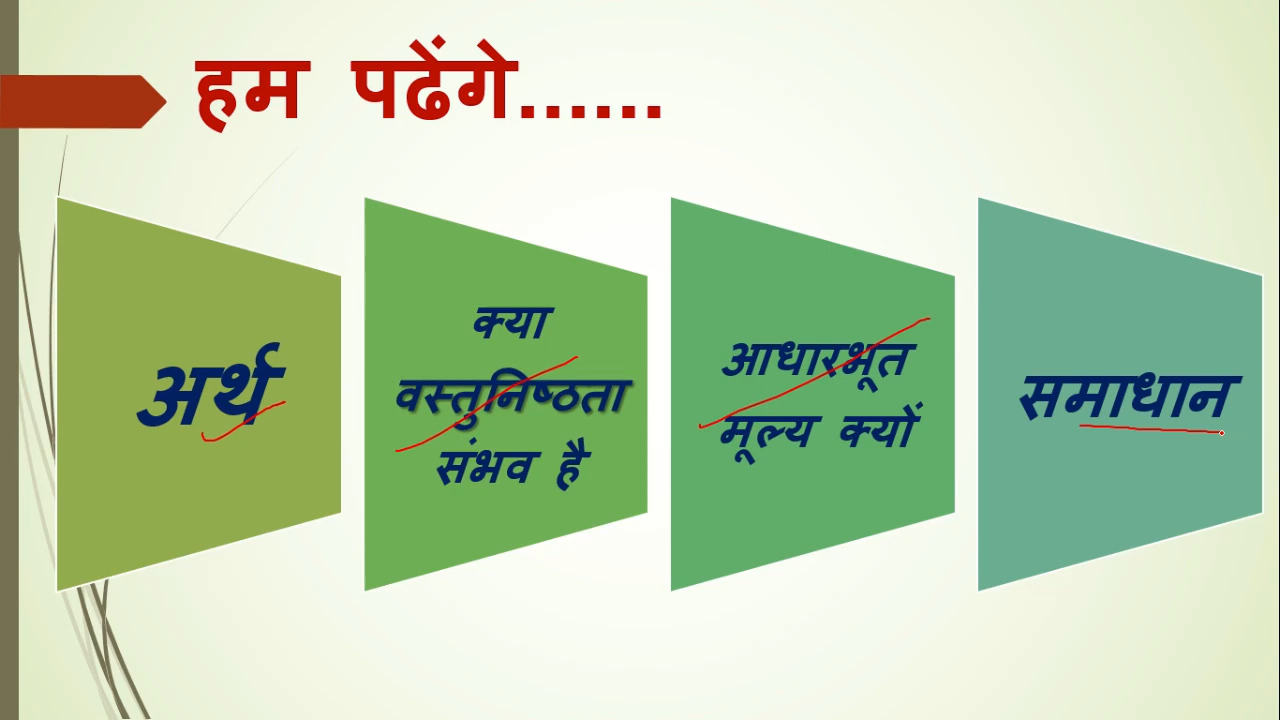 हम पढेंगे......
अर्थ
क्या
वस्तुनिष्ठता
संभव है
आधारभूत
मूल्य क्यों
समाधान